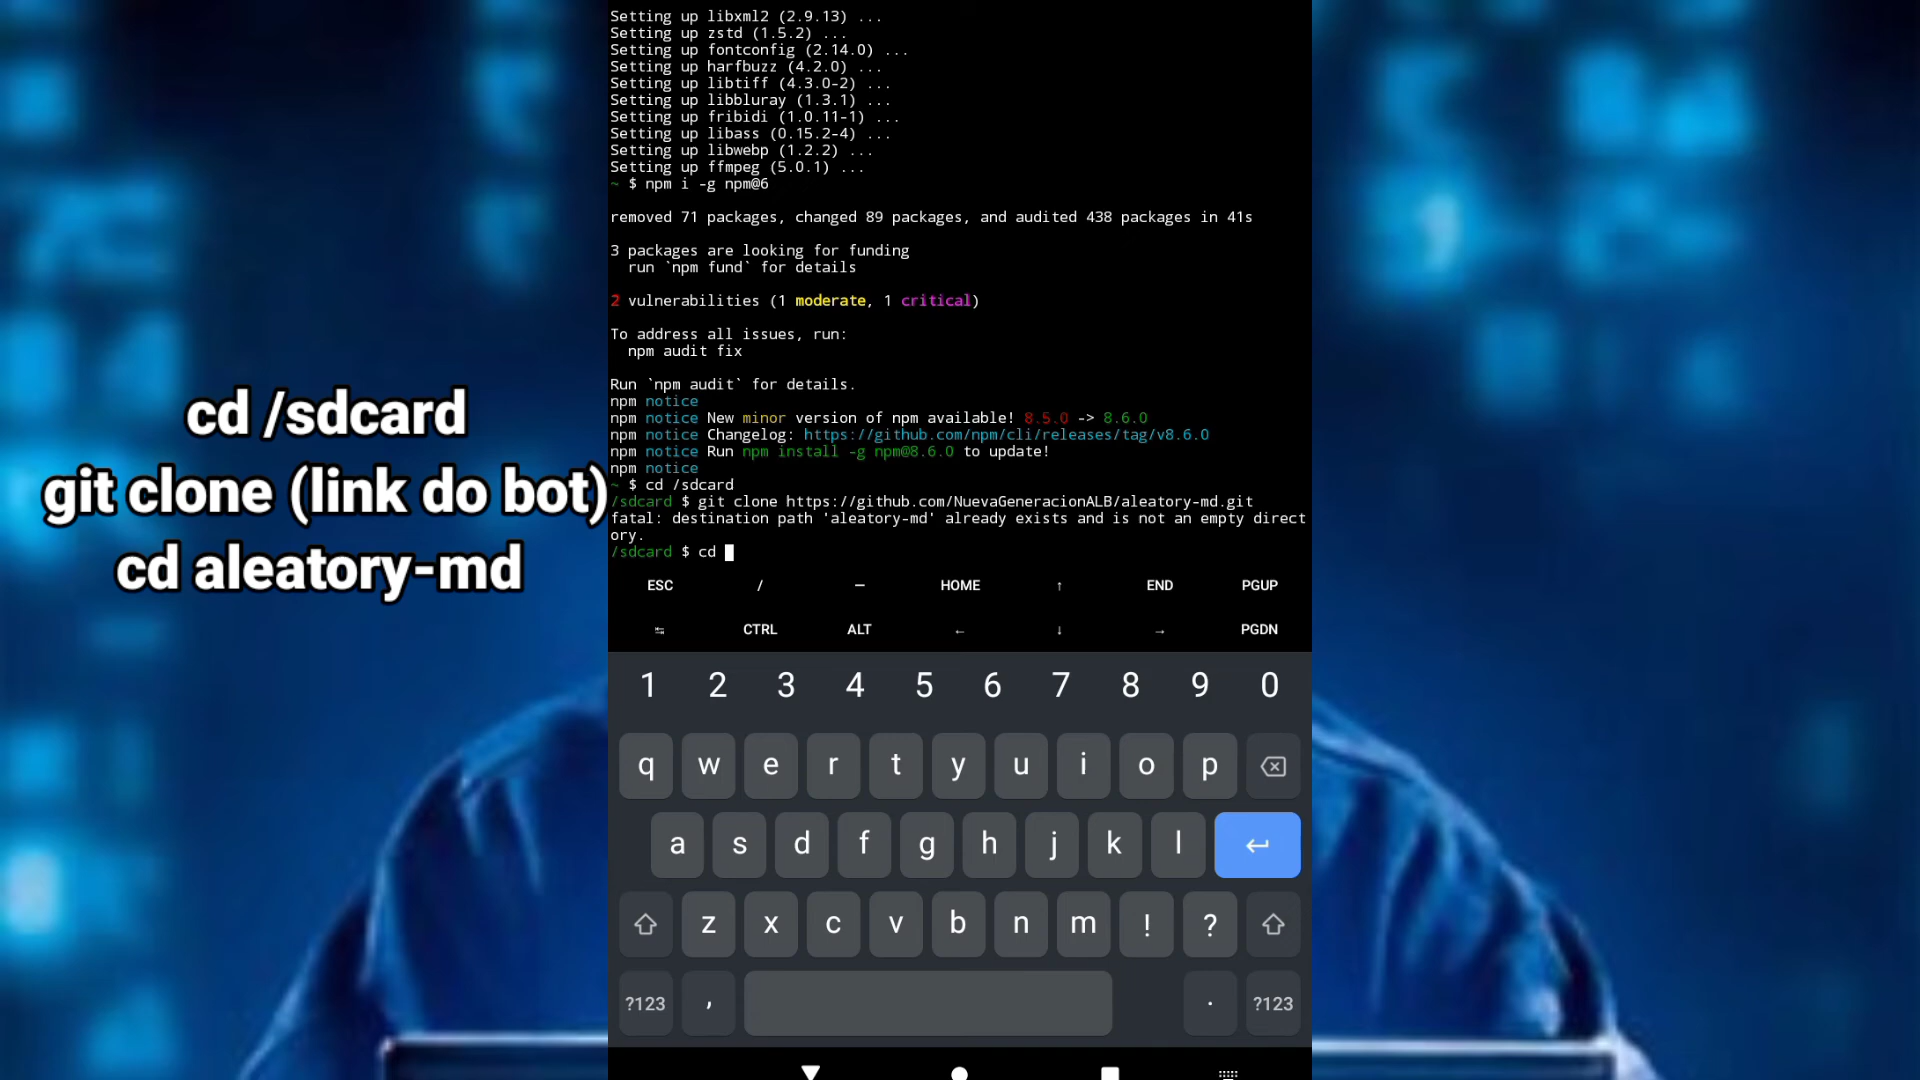 cd /sdcard
git clone (link do bot)
cd aleatory-md
Setting up libxml2 (2.9.13) ...
Setting up zstd (1.5.2) ...
Setting up fontconfig (2.14.0) ...
Setting up harfbuzz (4.2.0) ...
Setting up libtiff (4.3.0-2) ...
Setting up libbluray (1.3.1) ...
Setting up fribidi (1.0.11-1) ...
Setting up libass (0.15.2-4) ...
Setting up libwebp (1.2.2) ...
Setting up ffmpeg (5.0.1) ...
~ $ npm i -g npm@6
removed 71 packages, changed 89 packages, and audited 438 packages in 41s
3 packages are looking for funding
run `npm fund` for details
2 vulnerabilities (1 moderate, 1 critical)
To address all issues, run:
npm audit fix
Run `npm audit` for details.
npm notice
npm notice New minor version of npm available! 8.5.0 -> 8.6.0
npm notice Changelog: https://github.com/npm/cli/releases/tag/v8.6.0
npm notice Run npm install -g npm@8.6.0 to update!
npm notice
~ $ cd /sdcard
/sdcard $ git clone https://github.com/NuevaGeneracionALB/aleatory-md.git
fatal: destination path 'aleatory-md' already exists and is not an empty direct
ory.
/sdcard $ cd
ESC / — HOME ↑ END PGUP
↹ CTRL ALT ← ↓ → PGDN
1 2 3 4 5 6 7 8 9 0
q w e r t y u i o p
a s d f g h j k l
z x c v b n m ! ?
?123 , . ?123